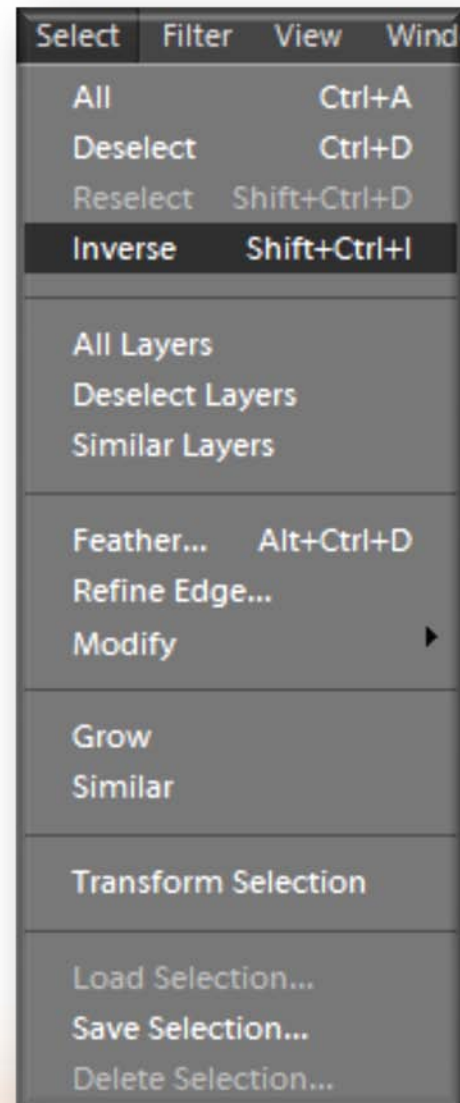 Select Filter View Wind
All Ctrl+A
Deselect Ctrl+D
Reselect Shift+Ctrl+D
Inverse Shift+Ctrl+I
All Layers
Deselect Layers
Similar Layers
Feather... Alt+Ctrl+D
Refine Edge...
Modify
Grow
Similar
Transform Selection
Load Selection...
Save Selection...
Delete Selection...